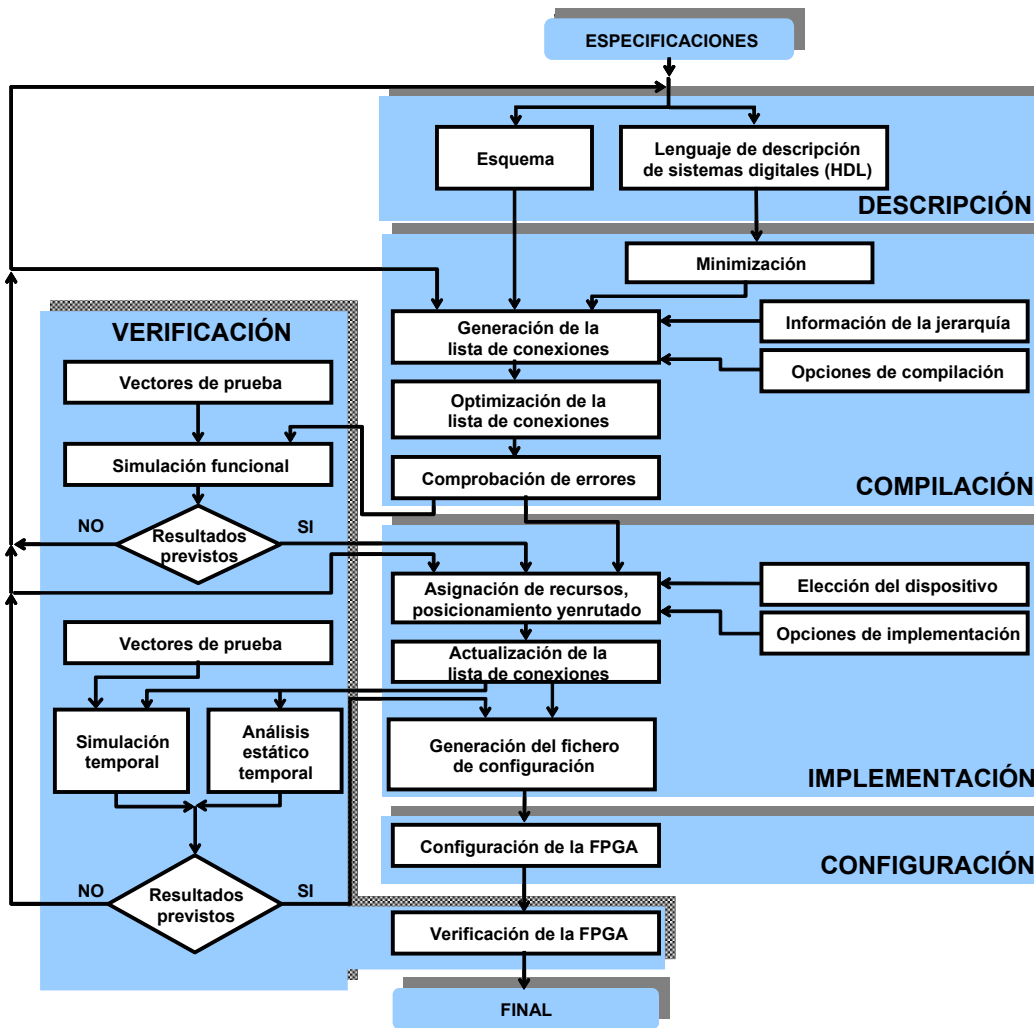 ESPECIFICACIONES
Esquema
Lenguaje de descripción
de sistemas digitales (HDL)
DESCRIPCIÓN
Minimización
Generación de la
lista de conexiones
Información de la jerarquía
Opciones de compilación
Optimización de la
lista de conexiones
Comprobación de errores
COMPILACIÓN
VERIFICACIÓN
Vectores de prueba
Simulación funcional
NO
SI
Resultados
previstos
Asignación de recursos,
posicionamiento yenrutado
Elección del dispositivo
Opciones de implementación
Vectores de prueba
Actualización de la
lista de conexiones
Simulación
temporal
Análisis
estático
temporal
Generación del fichero
de configuración
IMPLEMENTACIÓN
Configuración de la FPGA
CONFIGURACIÓN
NO
SI
Resultados
previstos
Verificación de la FPGA
FINAL